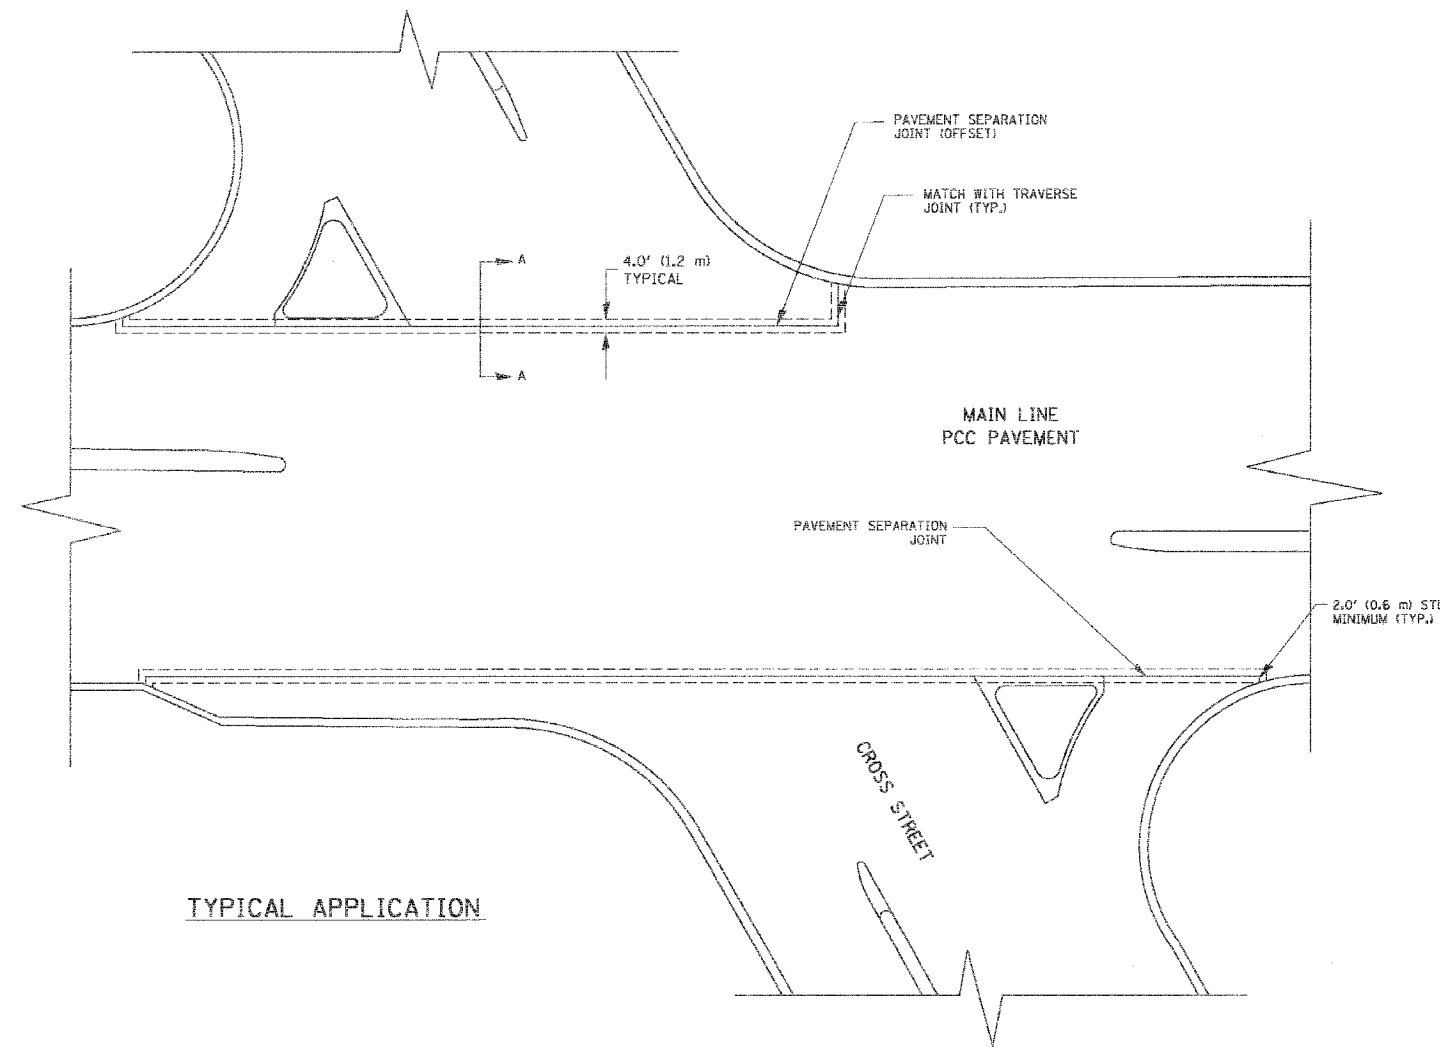 PAVEMENT SEPARATION
JOINT (OFFSET)
MATCH WITH TRAVERSE
JOINT (TYP.)
A
4.0' (1.2 m)
TYPICAL
A
MAIN LINE
PCC PAVEMENT
PAVEMENT SEPARATION
JOINT
2.0' (0.6 m)
MINIMUM (TYP.)
CROSS STREET
TYPICAL APPLICATION